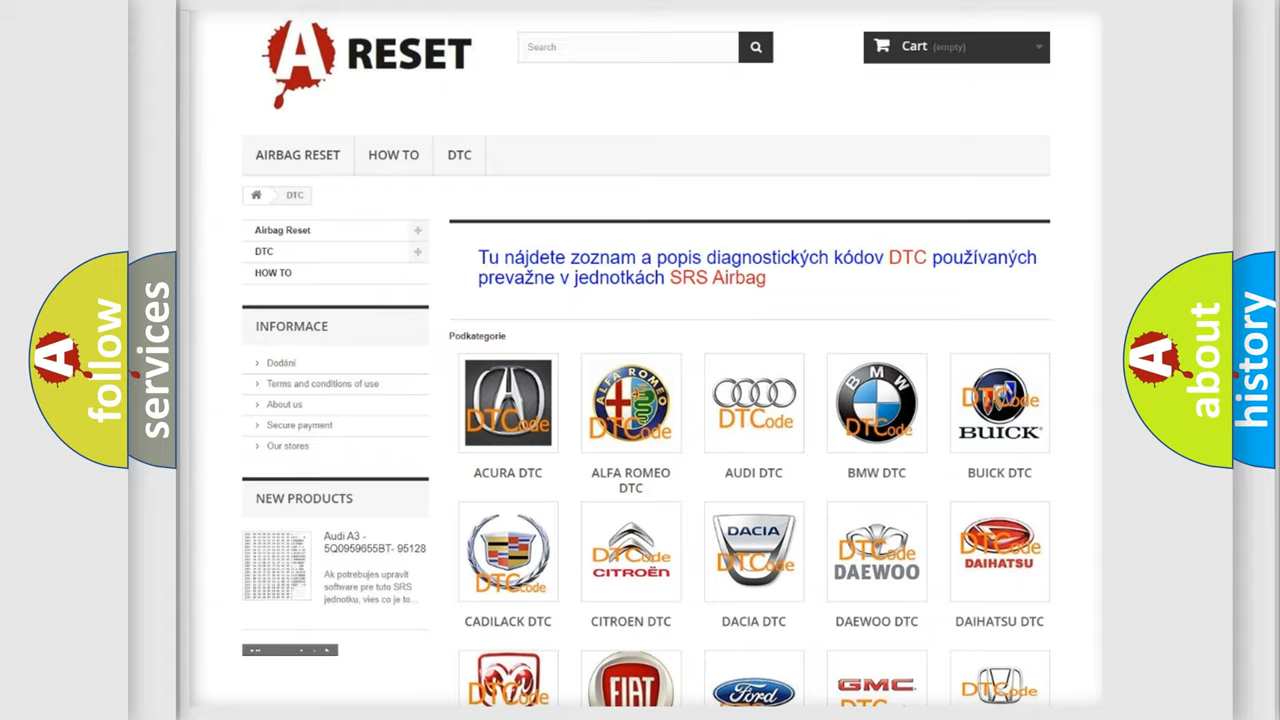 A RESET
Search
Cart (empty)
AIRBAG RESET
HOW TO
DTC
DTC
Airbag Reset
DTC
HOW TO
Tu nájdete zoznam a popis diagnostických kódov DTC používaných
prevažne v jednotkách SRS Airbag
INFORMACE
Dodání
Terms and conditions of use
About us
Secure payment
Our stores
NEW PRODUCTS
Audi A3 -
5Q0959655BT- 95128
Ak potrebujes upravit
software pre tuto SRS
jednotku, vies co je to...
Podkategorie
DTCode
ACURA DTC
ALFA ROMEO
DTCode
ALFA ROMEO
DTC
DTCode
AUDI DTC
BMW
DTCode
BMW DTC
DTCode
BUICK
BUICK DTC
DTCode
CADILACK DTC
DTCode
CITROËN
CITROEN DTC
DACIA
DTCode
DACIA DTC
DTCode
DAEWOO
DAEWOO DTC
DTCode
DAIHATSU
DAIHATSU DTC
DTCode
FIAT
Ford
GMC
DTCode
A follow
services
A about
history